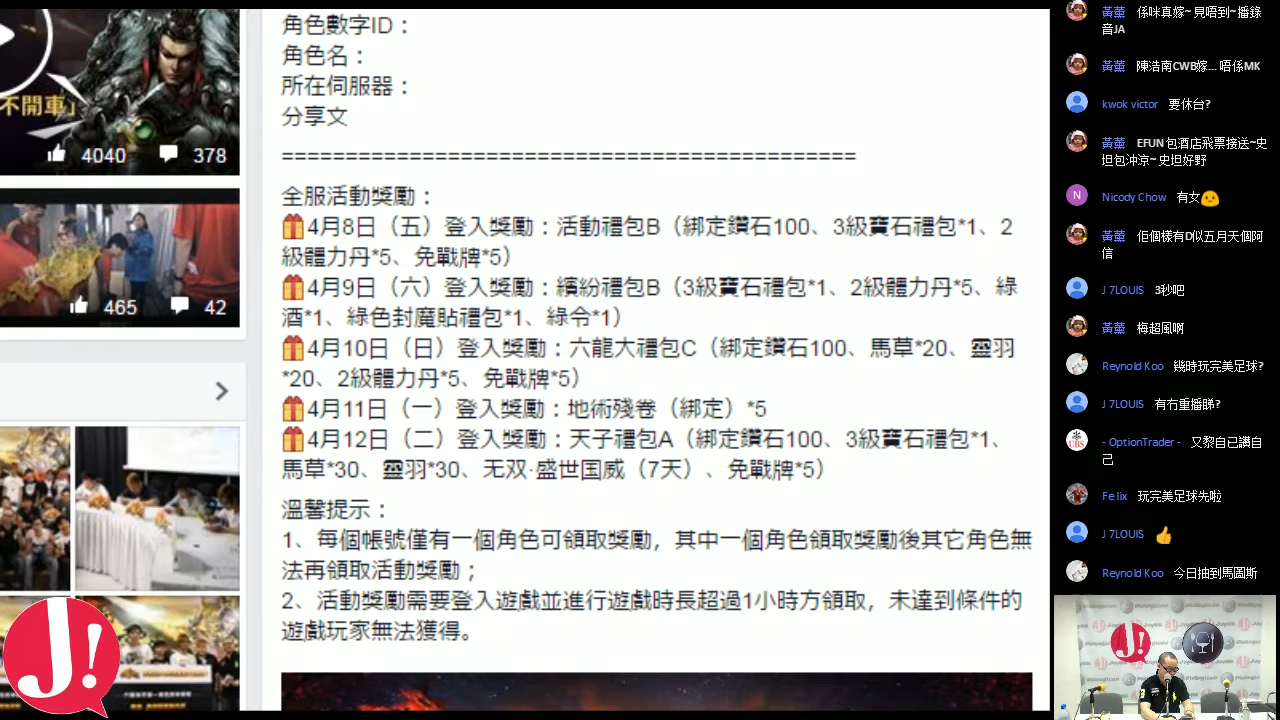 角色數字ID：
角色名：
所在伺服器：
分享文
=============================================
全服活動獎勵：
4月8日（五）登入獎勵：活動禮包B（綁定鑽石100、3級寶石禮包*1、2
級體力丹*5、免戰牌*5）
4月9日（六）登入獎勵：繽紛禮包B（3級寶石禮包*1、2級體力丹*5、綠
酒*1、綠色封魔貼禮包*1、綠令*1）
4月10日（日）登入獎勵：六龍大禮包C（綁定鑽石100、馬草*20、靈羽
*20、2級體力丹*5、免戰牌*5）
4月11日（一）登入獎勵：地術殘卷（綁定）*5
4月12日（二）登入獎勵：天子禮包A（綁定鑽石100、3級寶石禮包*1、
馬草*30、靈羽*30、无双·盛世国威（7天）、免戰牌*5）
溫馨提示：
1、每個帳號僅有一個角色可領取獎勵，其中一個角色領取獎勵後其它角色無
法再領取活動獎勵；
2、活動獎勵需要登入遊戲並進行遊戲時長超過1小時方領取，未達到條件的
遊戲玩家無法獲得。
不開車」
4040 378
465 42
J!
黃薑 係咪真嫁~見唔到~播錄
音JA
黃薑 陳浩南CWB嫁... 唔係MK
kwok victor 要休台?
黃薑 EFUN 包酒店飛票接送~史
坦包沖涼~ 史坦好野
N
Nicody Chow 有女
黃薑 佢個樣有D似五月天個阿
信
J 7LOUIS 3秒吧
黃薑 梅超風啊
Reynold Koo 幾時玩完美足球?
J 7LOUIS 有冇重播睇?
UBS
- OptionTrader - 又黎自己讚自
己
Felix 玩完美足球先啦
J 7LOUIS
Reynold Koo 今日抽到馬圖斯
J!